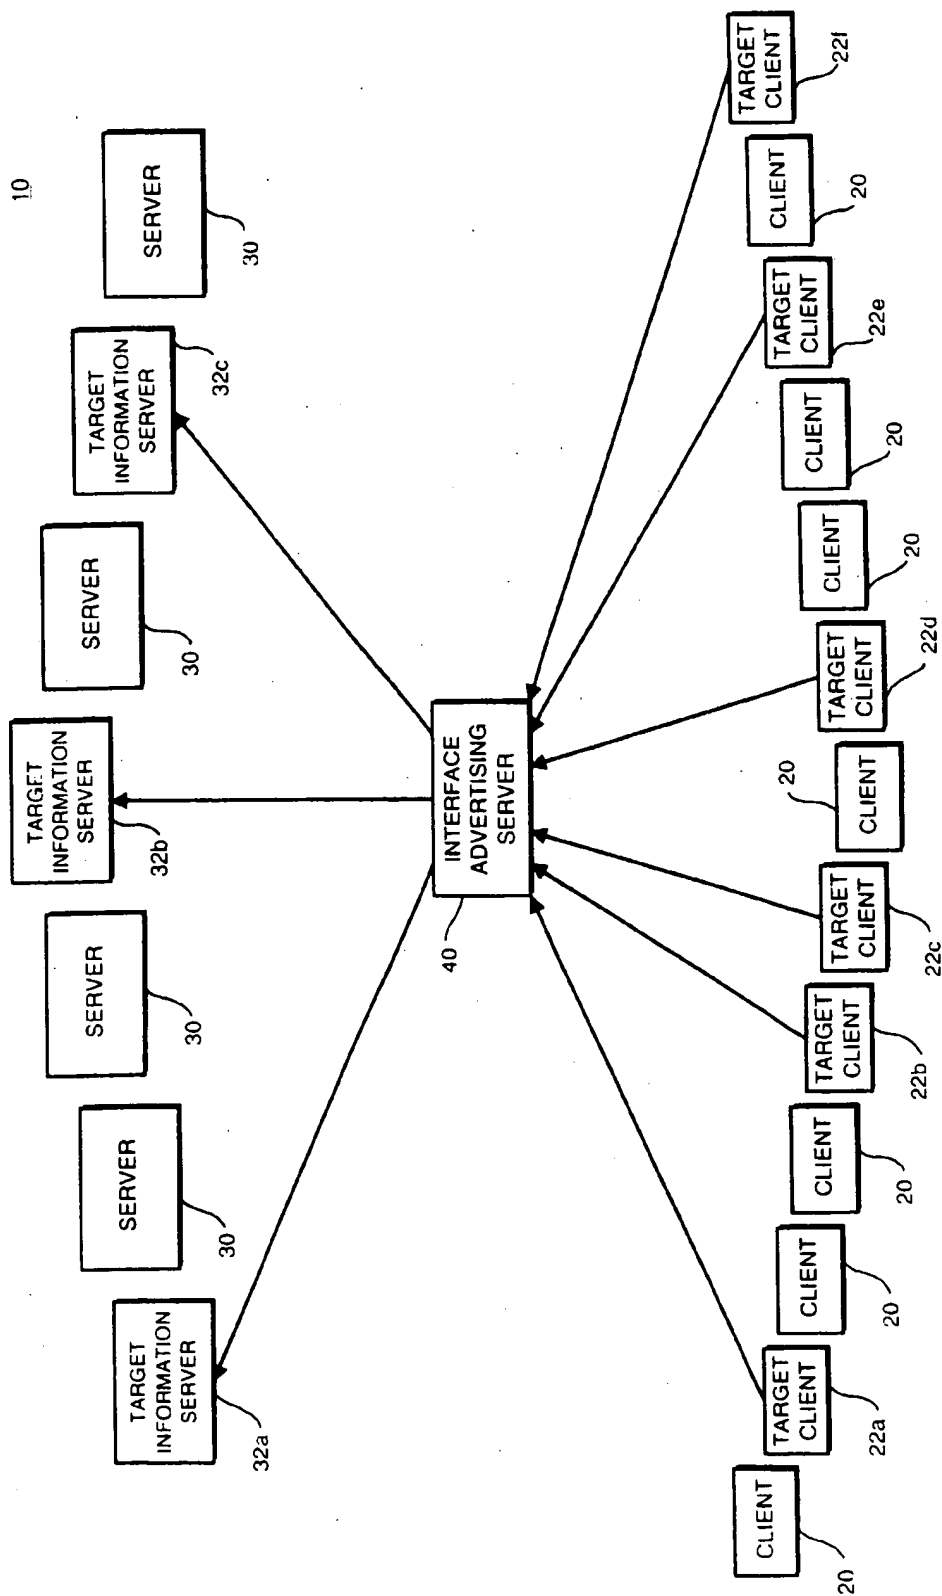 10
TARGET
INFORMATION
SERVER
32a
SERVER
30
SERVER
30
TARGET
INFORMATION
SERVER
32b
SERVER
30
TARGET
INFORMATION
SERVER
32c
SERVER
30
INTERFACE
ADVERTISING
SERVER
40
CLIENT
20
TARGET
CLIENT
22a
CLIENT
20
CLIENT
20
TARGET
CLIENT
22b
TARGET
CLIENT
22c
CLIENT
20
TARGET
CLIENT
22d
CLIENT
20
CLIENT
20
TARGET
CLIENT
22e
CLIENT
20
TARGET
CLIENT
22f